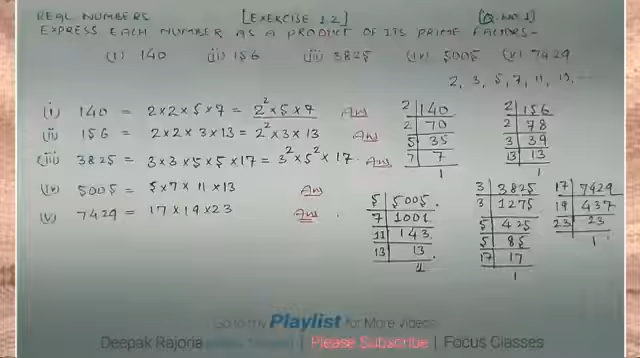 REAL NUMBERS [EXERCISE 1.2] (Q.NO.1)
EXPRESS EACH NUMBER AS A PRODUCT OF ITS PRIME FACTORS-
(i) 140 (ii) 156 (iii) 3825 (iv) 5005 (v) 7429
2, 3, 5, 7, 11, 13, ...
(i) 140 = 2×2×5×7 = 2²×5×7 Ans
(ii) 156 = 2×2×3×13 = 2²×3×13 Ans
(iii) 3825 = 3×3×5×5×17 = 3²×5²×17. Ans
(iv) 5005 = 5×7×11×13 Ans
(v) 7429 = 17×19×23 Ans
2 140
2 70
5 35
7 7
1
2 156
2 78
3 39
13 13
1
5 5005
7 1001
11 143
13 13
1
3 3825
3 1275
5 425
5 85
17 17
1
17 7429
19 437
23 23
1
Go to my Playlist for More Videos
Deepak Rajoria | Please Subscribe | Focus Classes